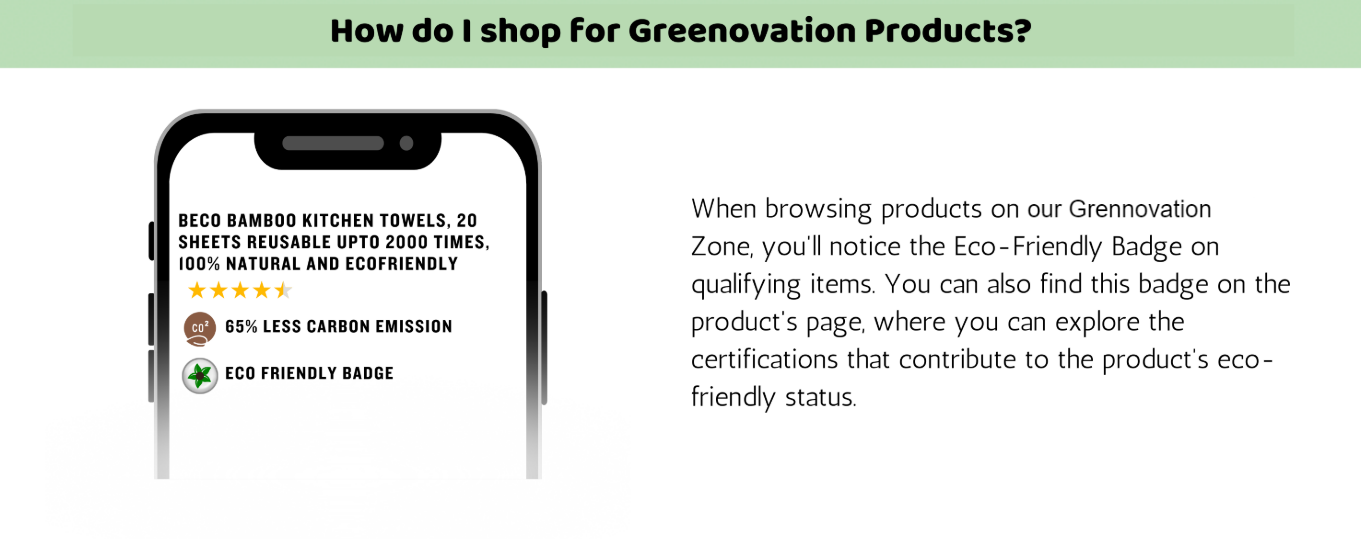 How do I shop for Greenovation Products?
BECO BAMBOO KITCHEN TOWELS, 20
SHEETS REUSABLE UPTO 2000 TIMES,
100% NATURAL AND ECOFRIENDLY
CO²
65% LESS CARBON EMISSION
ECO FRIENDLY BADGE
When browsing products on our Grennovation
Zone, you'll notice the Eco-Friendly Badge on
qualifying items. You can also find this badge on the
product's page, where you can explore the
certifications that contribute to the product's eco-
friendly status.